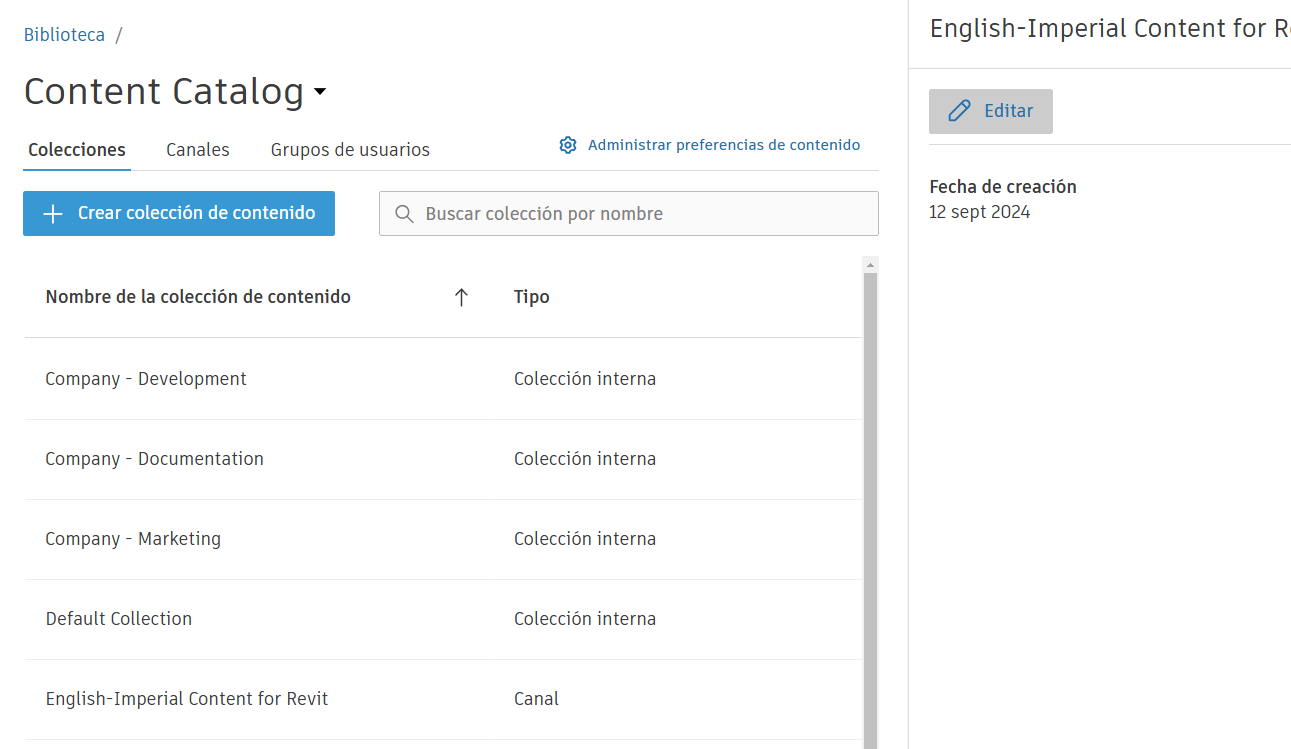 Biblioteca /
Content Catalog
Colecciones Canales Grupos de usuarios Administrar preferencias de contenido
Crear colección de contenido Buscar colección por nombre
Nombre de la colección de contenido Tipo
Company - Development Colección interna
Company - Documentation Colección interna
Company - Marketing Colección interna
Default Collection Colección interna
English-Imperial Content for Revit Canal
English-Imperial Content for
Editar
Fecha de creación
12 sept 2024